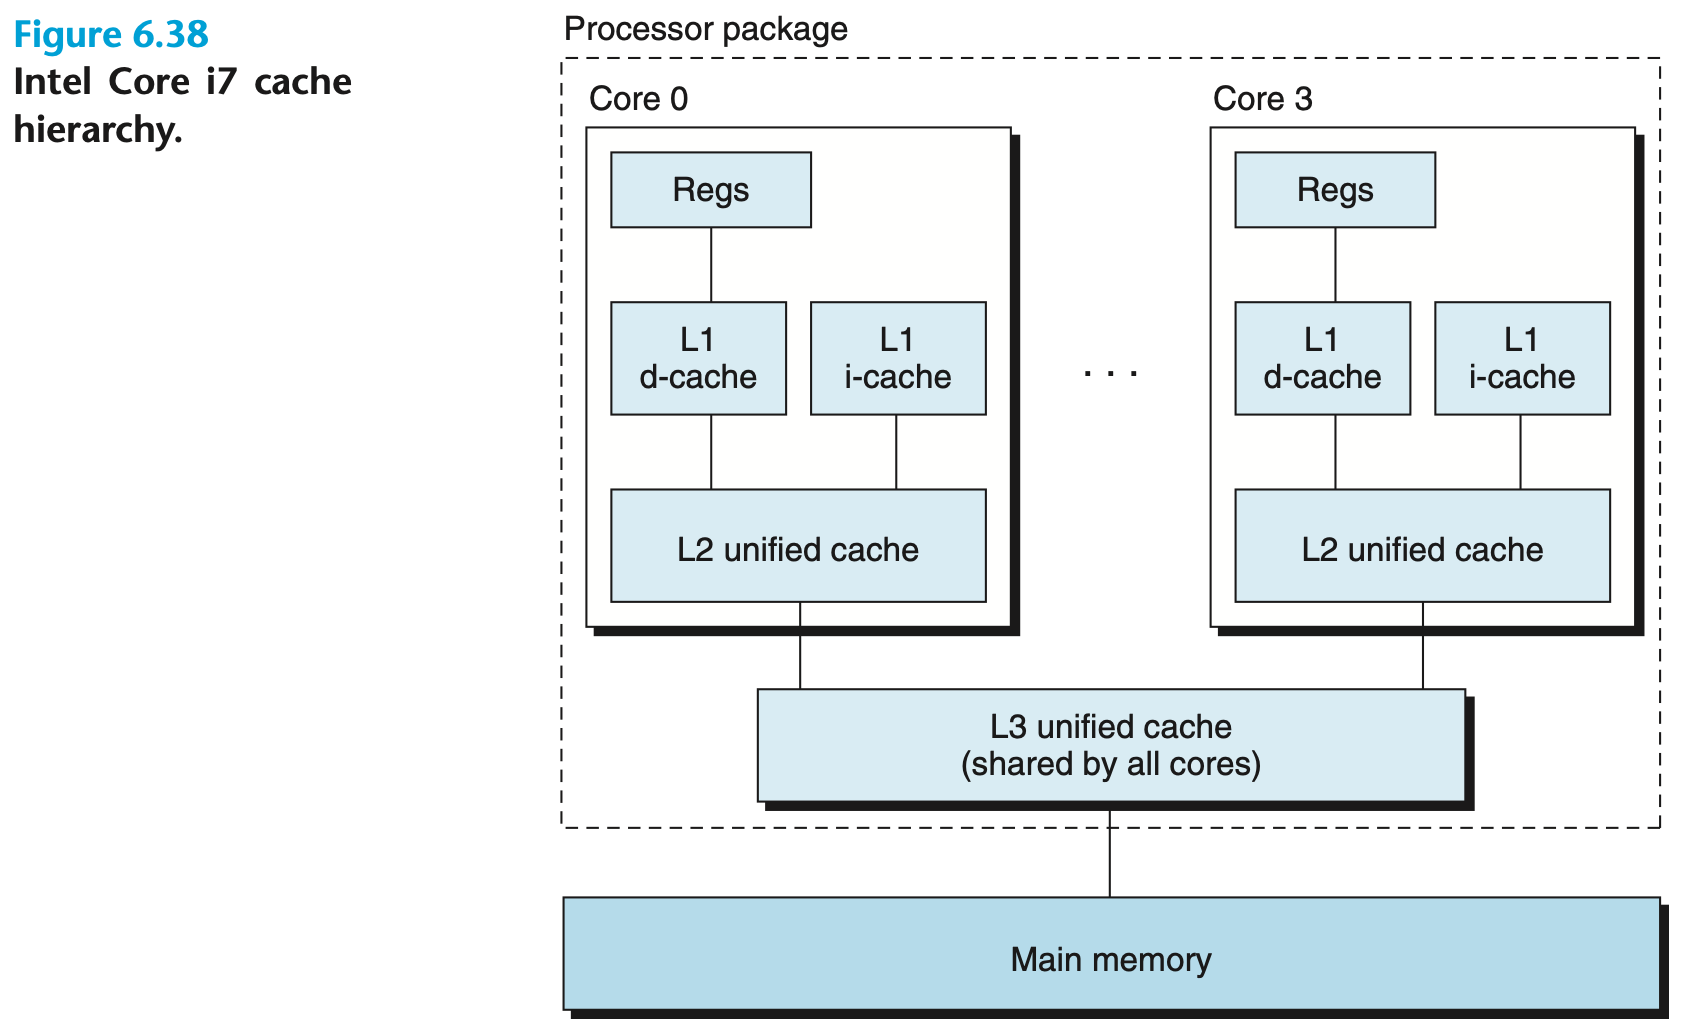 Figure 6.38
Intel Core i7 cache
hierarchy.
Processor package
Core 0
Regs
L1
d-cache
L1
i-cache
L2 unified cache
. . .
Core 3
Regs
L1
d-cache
L1
i-cache
L2 unified cache
L3 unified cache
(shared by all cores)
Main memory